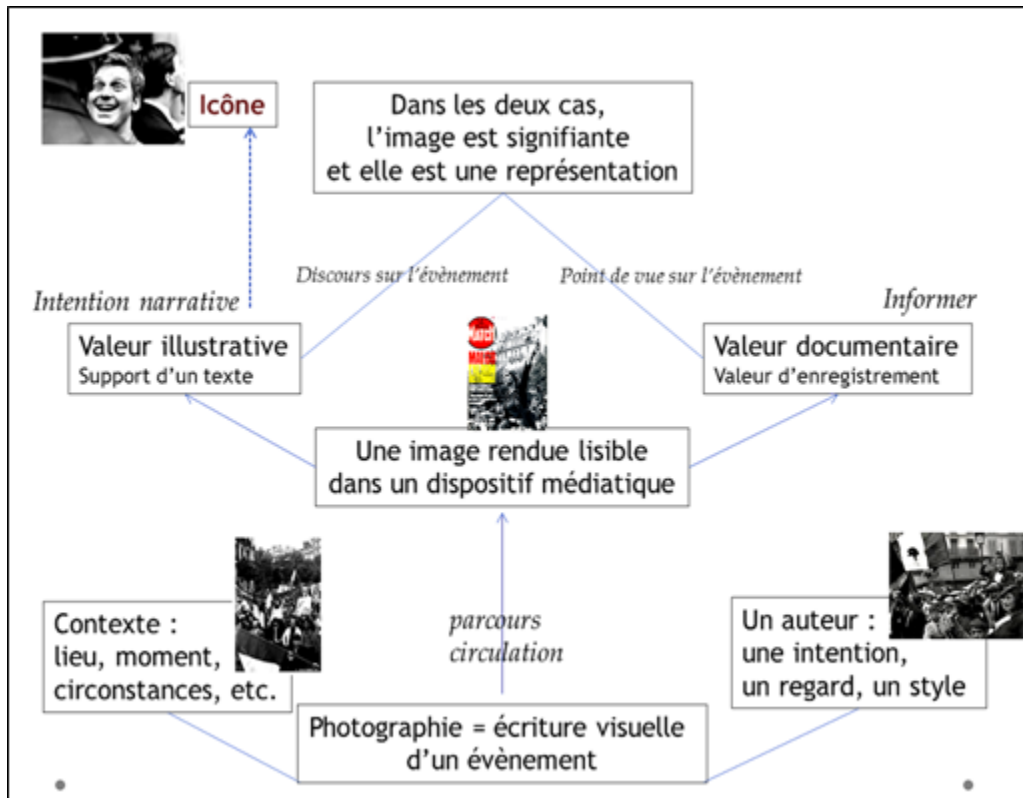 Icône
Dans les deux cas,
l’image est signifiante
et elle est une représentation
Discours sur l’évènement
Point de vue sur l’évènement
Intention narrative
Informer
Valeur illustrative
Support d’un texte
MATCH
Valeur documentaire
Valeur d’enregistrement
Une image rendue lisible
dans un dispositif médiatique
Contexte :
lieu, moment,
circonstances, etc.
parcours
circulation
Un auteur :
une intention,
un regard, un style
Photographie = écriture visuelle
d’un évènement